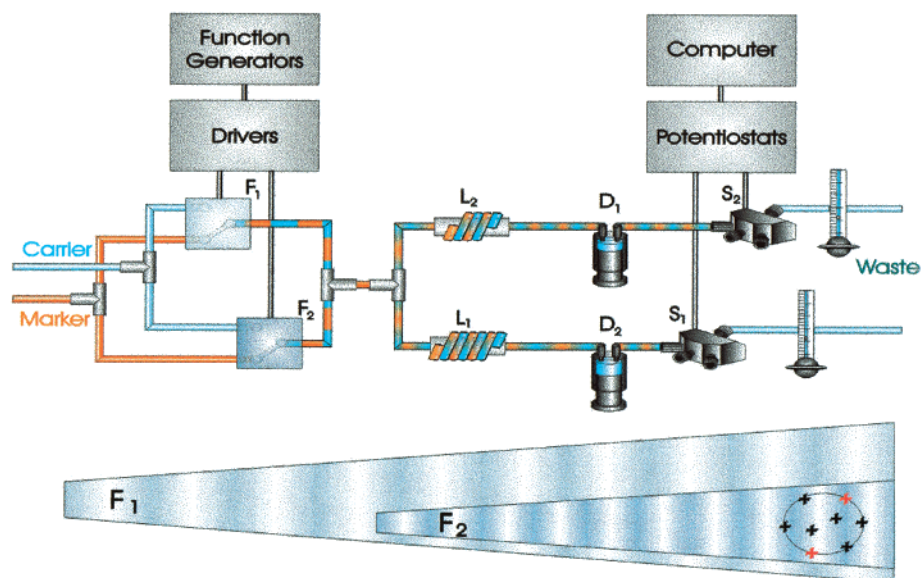 Function
Generators
Computer
Drivers
Potentiostats
F1
L2
D1
S2
Carrier
Waste
Marker
F2
L1
D2
S1
F1
F2